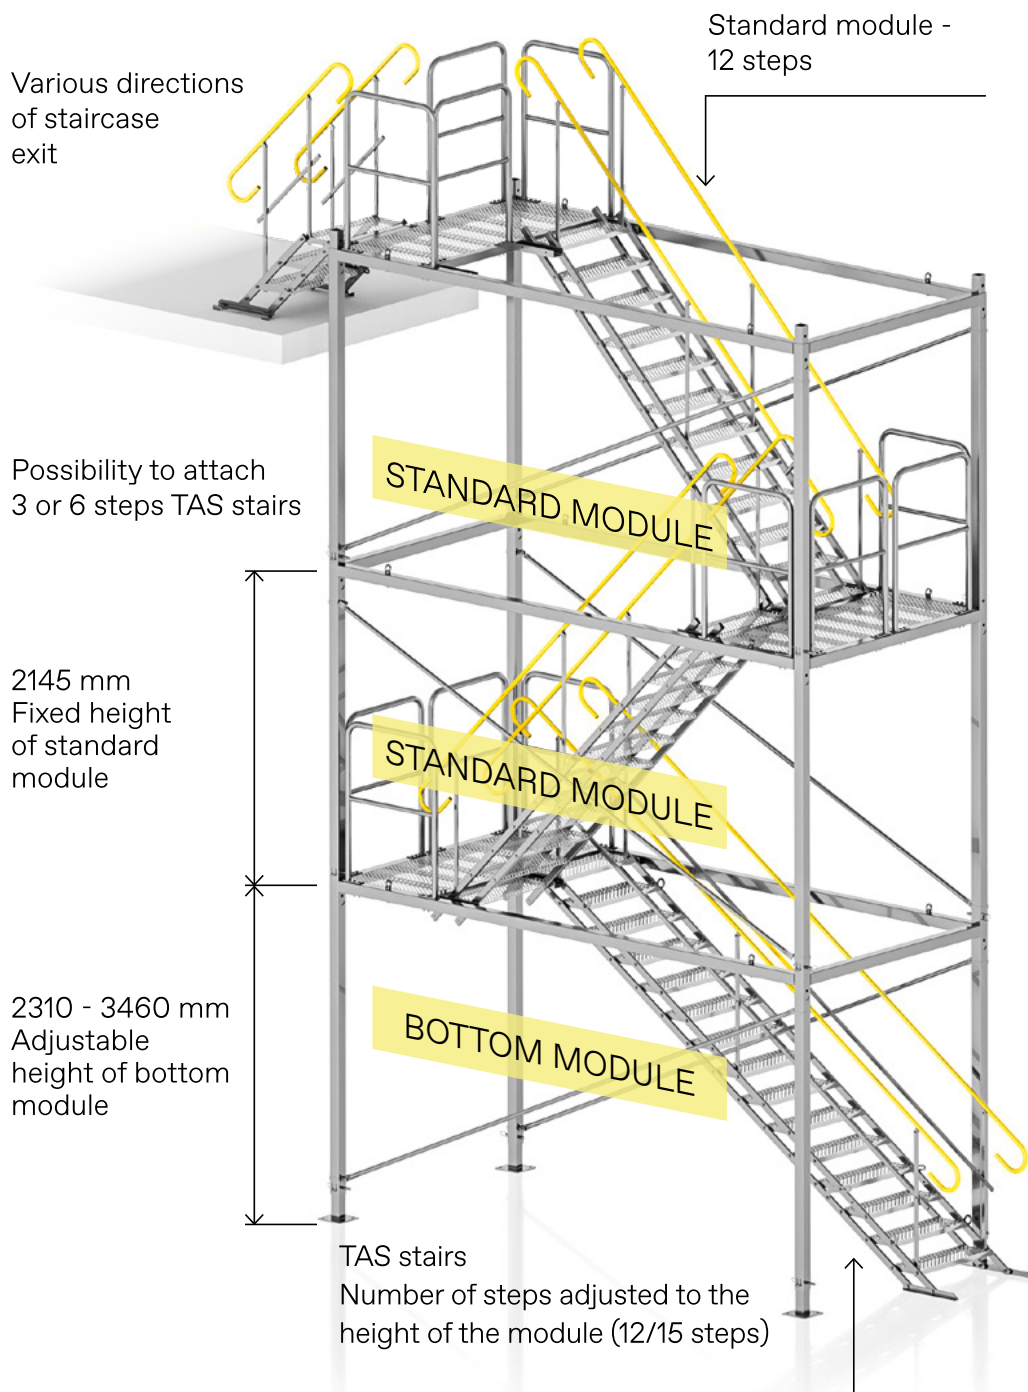 Standard module -
12 steps
Various directions
of staircase
exit
STANDARD MODULE
Possibility to attach
3 or 6 steps TAS stairs
2145 mm
Fixed height
of standard
module
STANDARD MODULE
2310 - 3460 mm
Adjustable
height of bottom
module
BOTTOM MODULE
TAS stairs
Number of steps adjusted to the
height of the module (12/15 steps)